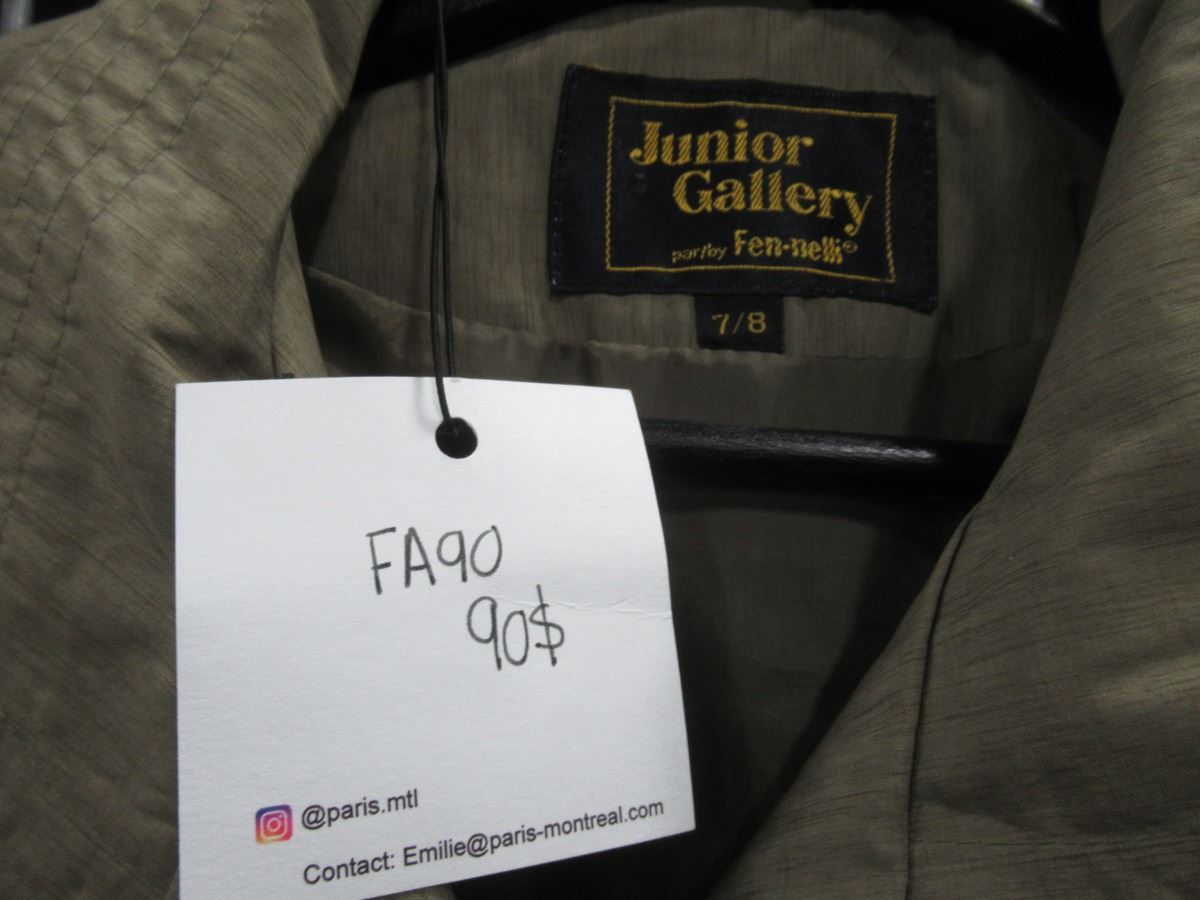 Junior
Gallery
par/by Fen-nelli®
7/8
FA90
90$
@paris.mtl
Contact: Emilie@paris-montreal.com